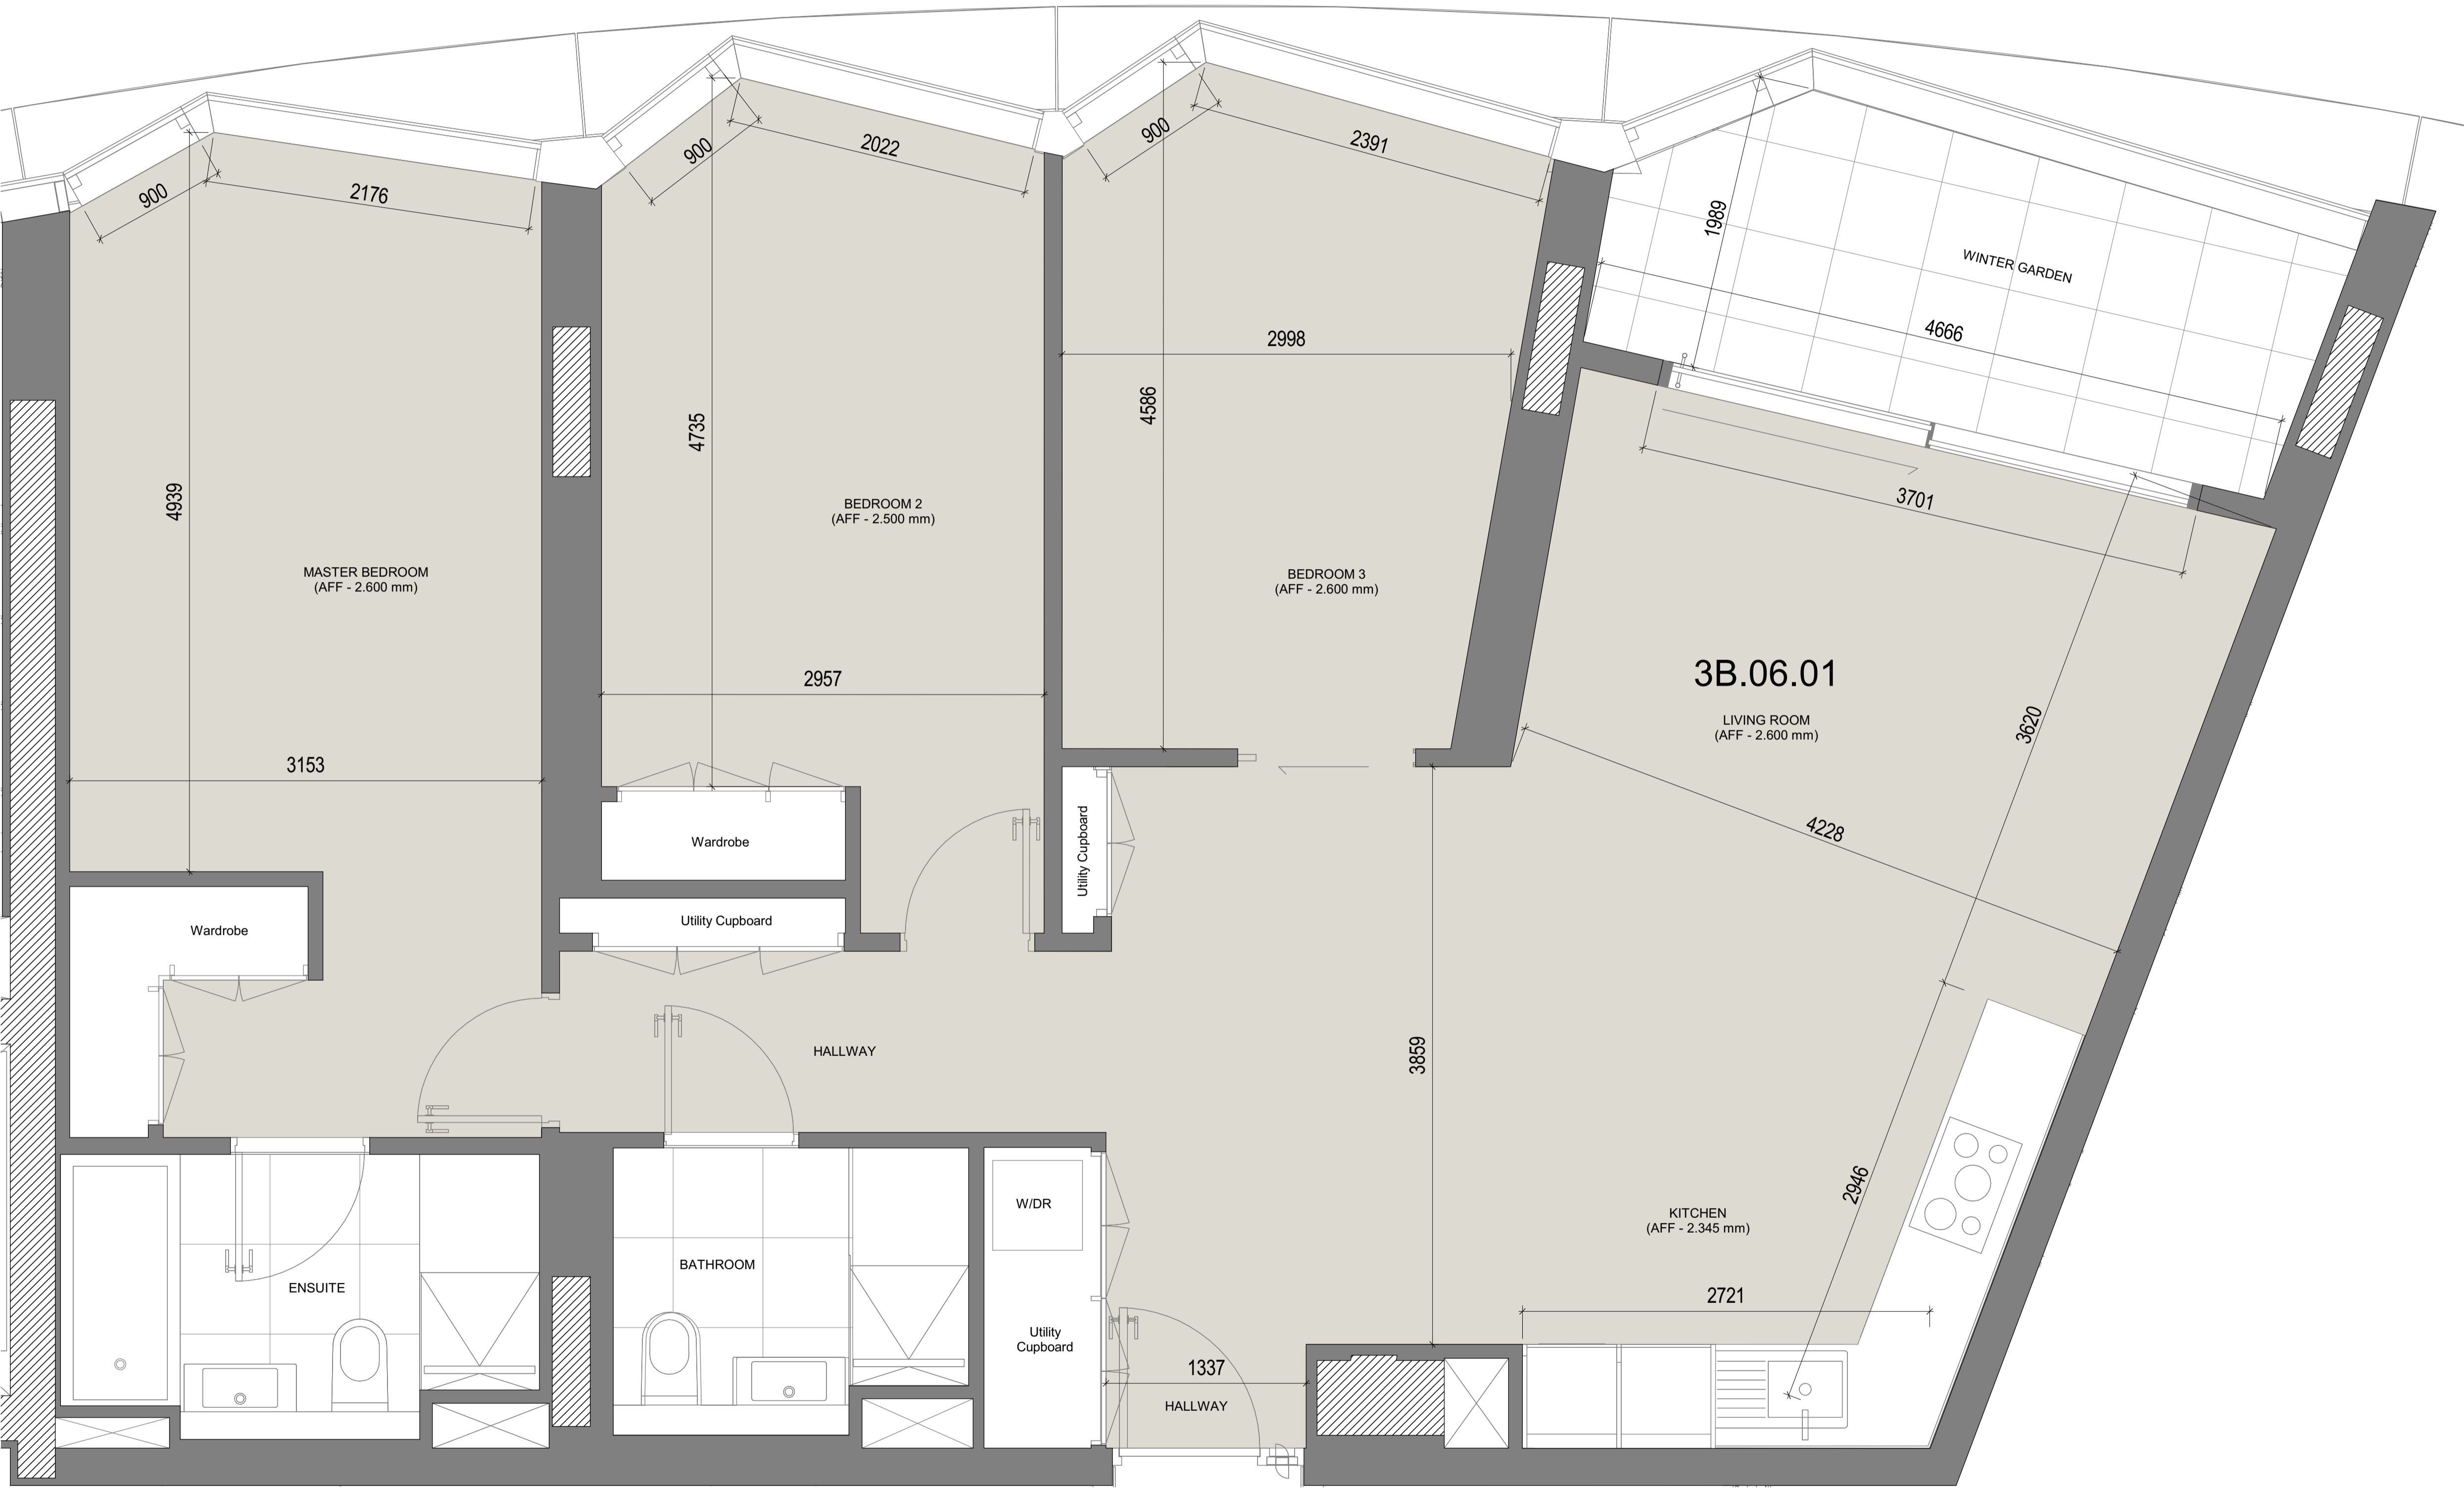 900
2176
900
2022
900
2391
1989
WINTER GARDEN
4666
2998
4939
4735
4586
3701
BEDROOM 2
(AFF - 2.500 mm)
MASTER BEDROOM
(AFF - 2.600 mm)
BEDROOM 3
(AFF - 2.600 mm)
3B.06.01
LIVING ROOM
(AFF - 2.600 mm)
3620
2957
3153
4228
Wardrobe
Utility Cupboard
Wardrobe
Utility Cupboard
HALLWAY
3859
2946
W/DR
KITCHEN
(AFF - 2.345 mm)
BATHROOM
ENSUITE
2721
Utility
Cupboard
1337
HALLWAY